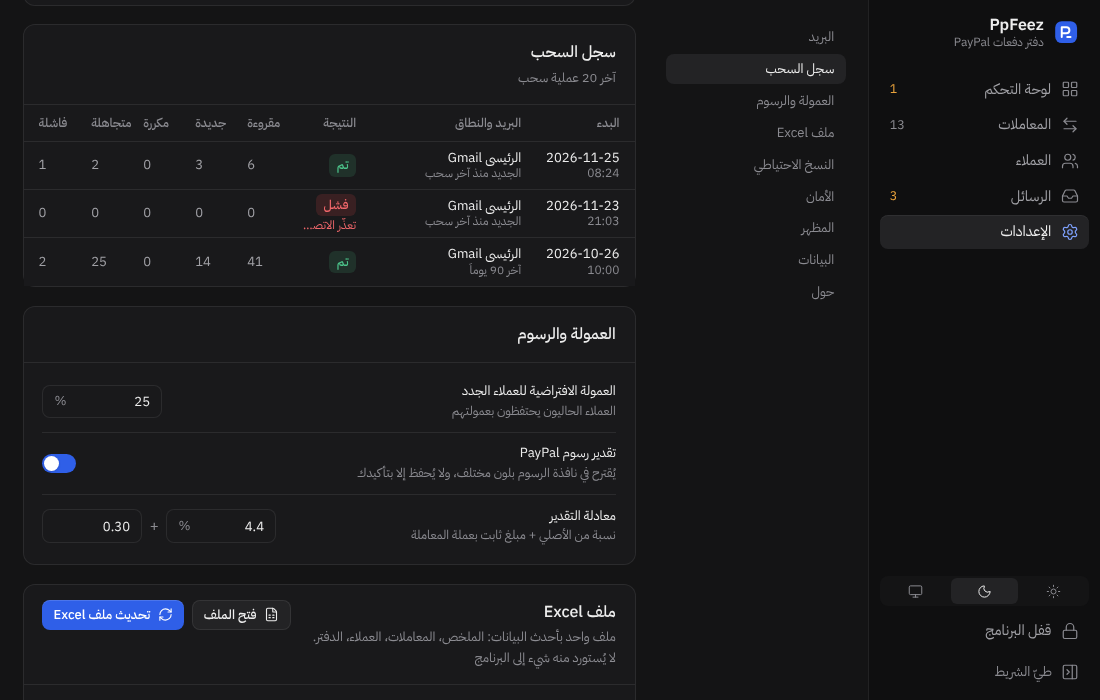 PpFeez
دفتر دفعات PayPal
لوحة التحكم 1
المعاملات 13
العملاء
الرسائل 3
الإعدادات
قفل البرنامج
طيّ الشريط
البريد
سجل السحب
العمولة والرسوم
ملف Excel
النسخ الاحتياطي
الأمان
المظهر
البيانات
حول
سجل السحب
آخر 20 عملية سحب
البدء البريد والنطاق النتيجة مقروءة جديدة مكررة متجاهلة فاشلة
2026-11-25 الرئيسي Gmail تم 6 3 0 2 1
08:24 الجديد منذ آخر سحب
2026-11-23 الرئيسي Gmail فشل 0 0 0 0 0
21:03 الجديد منذ آخر سحب تعذّر الاتصـ...
2026-10-26 الرئيسي Gmail تم 41 14 0 25 2
10:00 آخر 90 يوماً
العمولة والرسوم
العمولة الافتراضية للعملاء الجدد 25 %
العملاء الحاليون يحتفظون بعمولتهم
تقدير رسوم PayPal
يُقترح في نافذة الرسوم بلون مختلف، ولا يُحفظ إلا بتأكيدك
معادلة التقدير 4.4 % + 0.30
نسبة من الأصلي + مبلغ ثابت بعملة المعاملة
ملف Excel فتح الملف تحديث ملف Excel
ملف واحد بأحدث البيانات: الملخص، المعاملات، العملاء، الدفتر.
لا يُستورد منه شيء إلى البرنامج